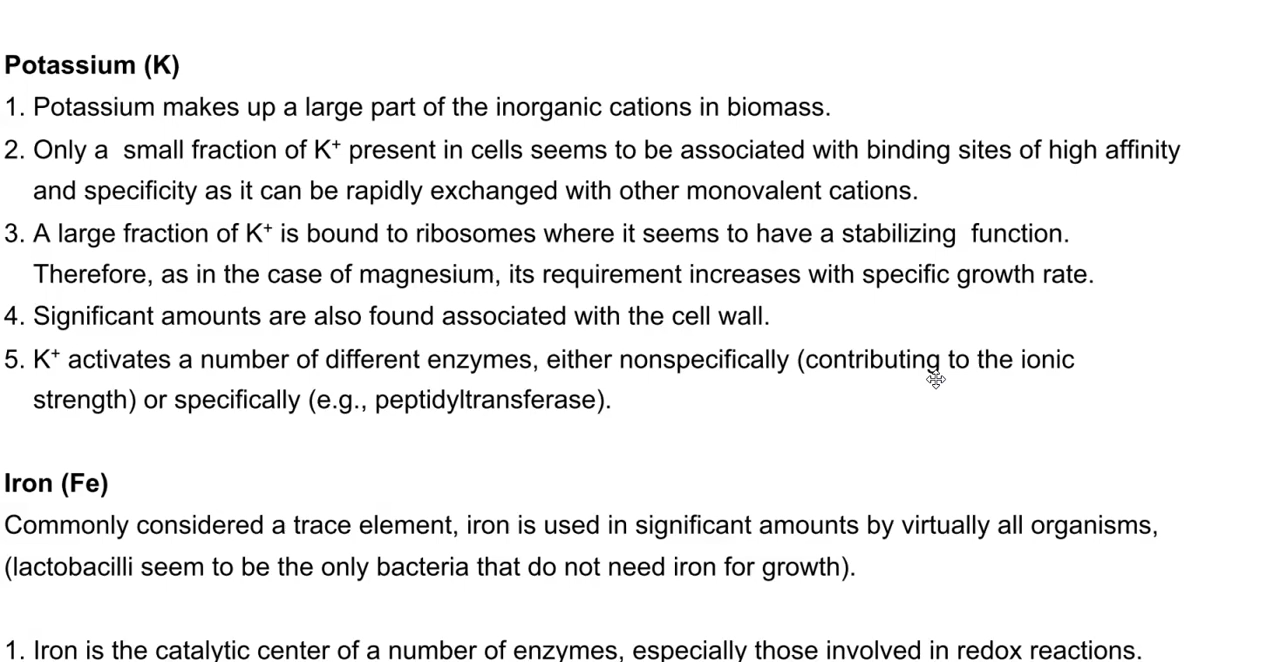 Potassium (K)
1. Potassium makes up a large part of the inorganic cations in biomass.
2. Only a  small fraction of K⁺ present in cells seems to be associated with binding sites of high affinity
and specificity as it can be rapidly exchanged with other monovalent cations.
3. A large fraction of K⁺ is bound to ribosomes where it seems to have a stabilizing  function.
Therefore, as in the case of magnesium, its requirement increases with specific growth rate.
4. Significant amounts are also found associated with the cell wall.
5. K⁺ activates a number of different enzymes, either nonspecifically (contributing to the ionic
strength) or specifically (e.g., peptidyltransferase).
Iron (Fe)
Commonly considered a trace element, iron is used in significant amounts by virtually all organisms,
(lactobacilli seem to be the only bacteria that do not need iron for growth).
1. Iron is the catalytic center of a number of enzymes, especially those involved in redox reactions.